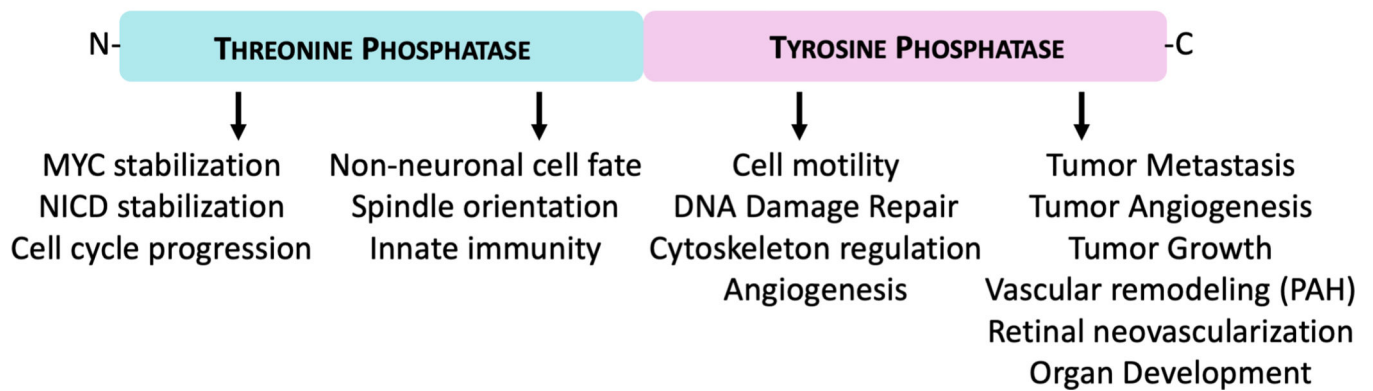 N-
THREONINE PHOSPHATASE
TYROSINE PHOSPHATASE
-C
MYC stabilization
NICD stabilization
Cell cycle progression
Non-neuronal cell fate
Spindle orientation
Innate immunity
Cell motility
DNA Damage Repair
Cytoskeleton regulation
Angiogenesis
Tumor Metastasis
Tumor Angiogenesis
Tumor Growth
Vascular remodeling (PAH)
Retinal neovascularization
Organ Development